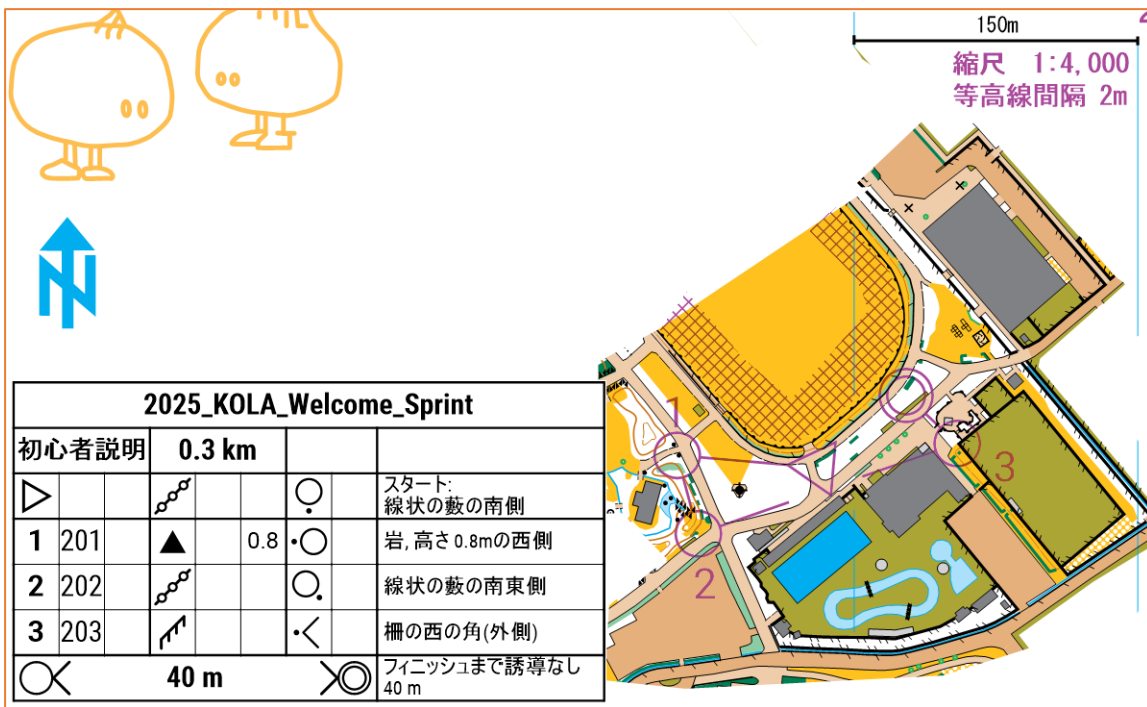 150m
縮尺 1:4,000
等高線間隔 2m
2025_KOLA_Welcome_Sprint
初心者説明 0.3 km
スタート:
線状の藪の南側
1 201 0.8 岩,高さ0.8mの西側
2 202 線状の藪の南東側
3 203 柵の西の角(外側)
40 m フィニッシュまで誘導なし
40 m
N
1
2
3